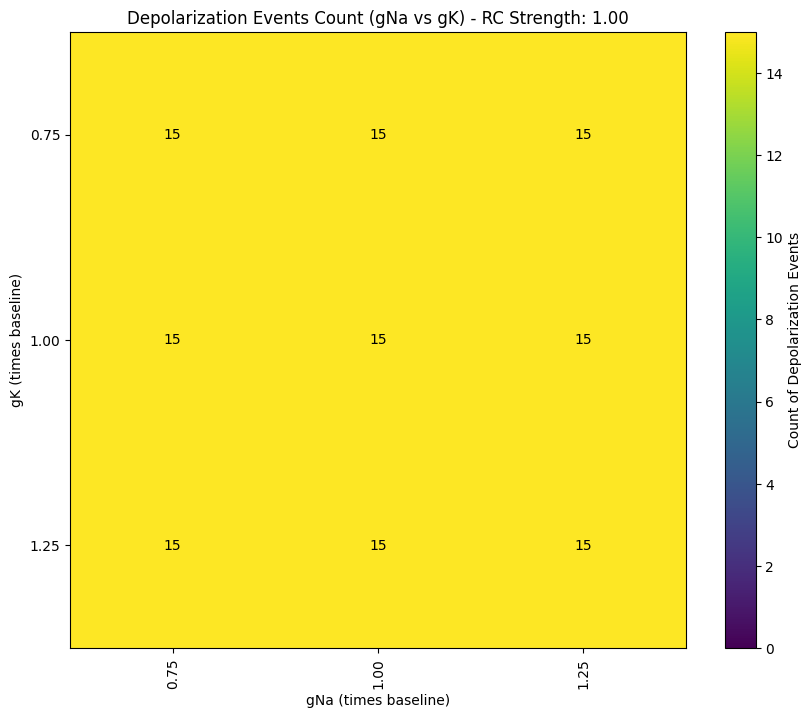 Depolarization Events Count (gNa vs gK) - RC Strength: 1.00
gK (times baseline)
0.75
1.00
1.25
15 15 15
15 15 15
15 15 15
0.75 1.00 1.25
gNa (times baseline)
14
12
10
8
6
4
2
0
Count of Depolarization Events